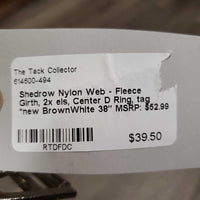 The Tack Collector
614600-494
Shedrow Nylon Web - Fleece
Girth, 2x els, Center D Ring, tag
*new BrownWhite 38" MSRP: $52.99
$39.50
RTDFDC